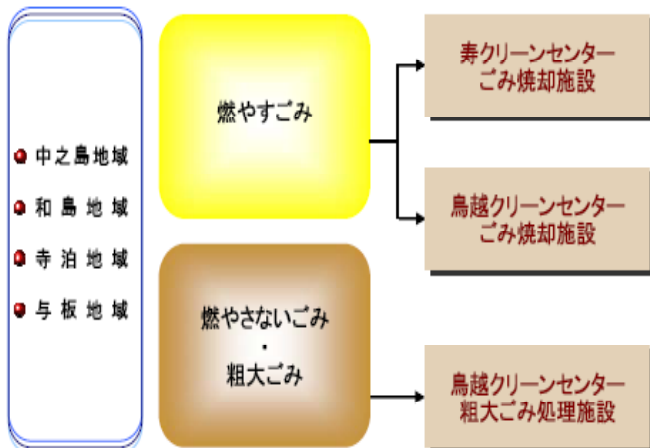 中之島地域
和島地域
寺泊地域
与板地域
燃やすごみ
燃やさないごみ
・
粗大ごみ
寿クリーンセンター
ごみ焼却施設
鳥越クリーンセンター
ごみ焼却施設
鳥越クリーンセンター
粗大ごみ処理施設